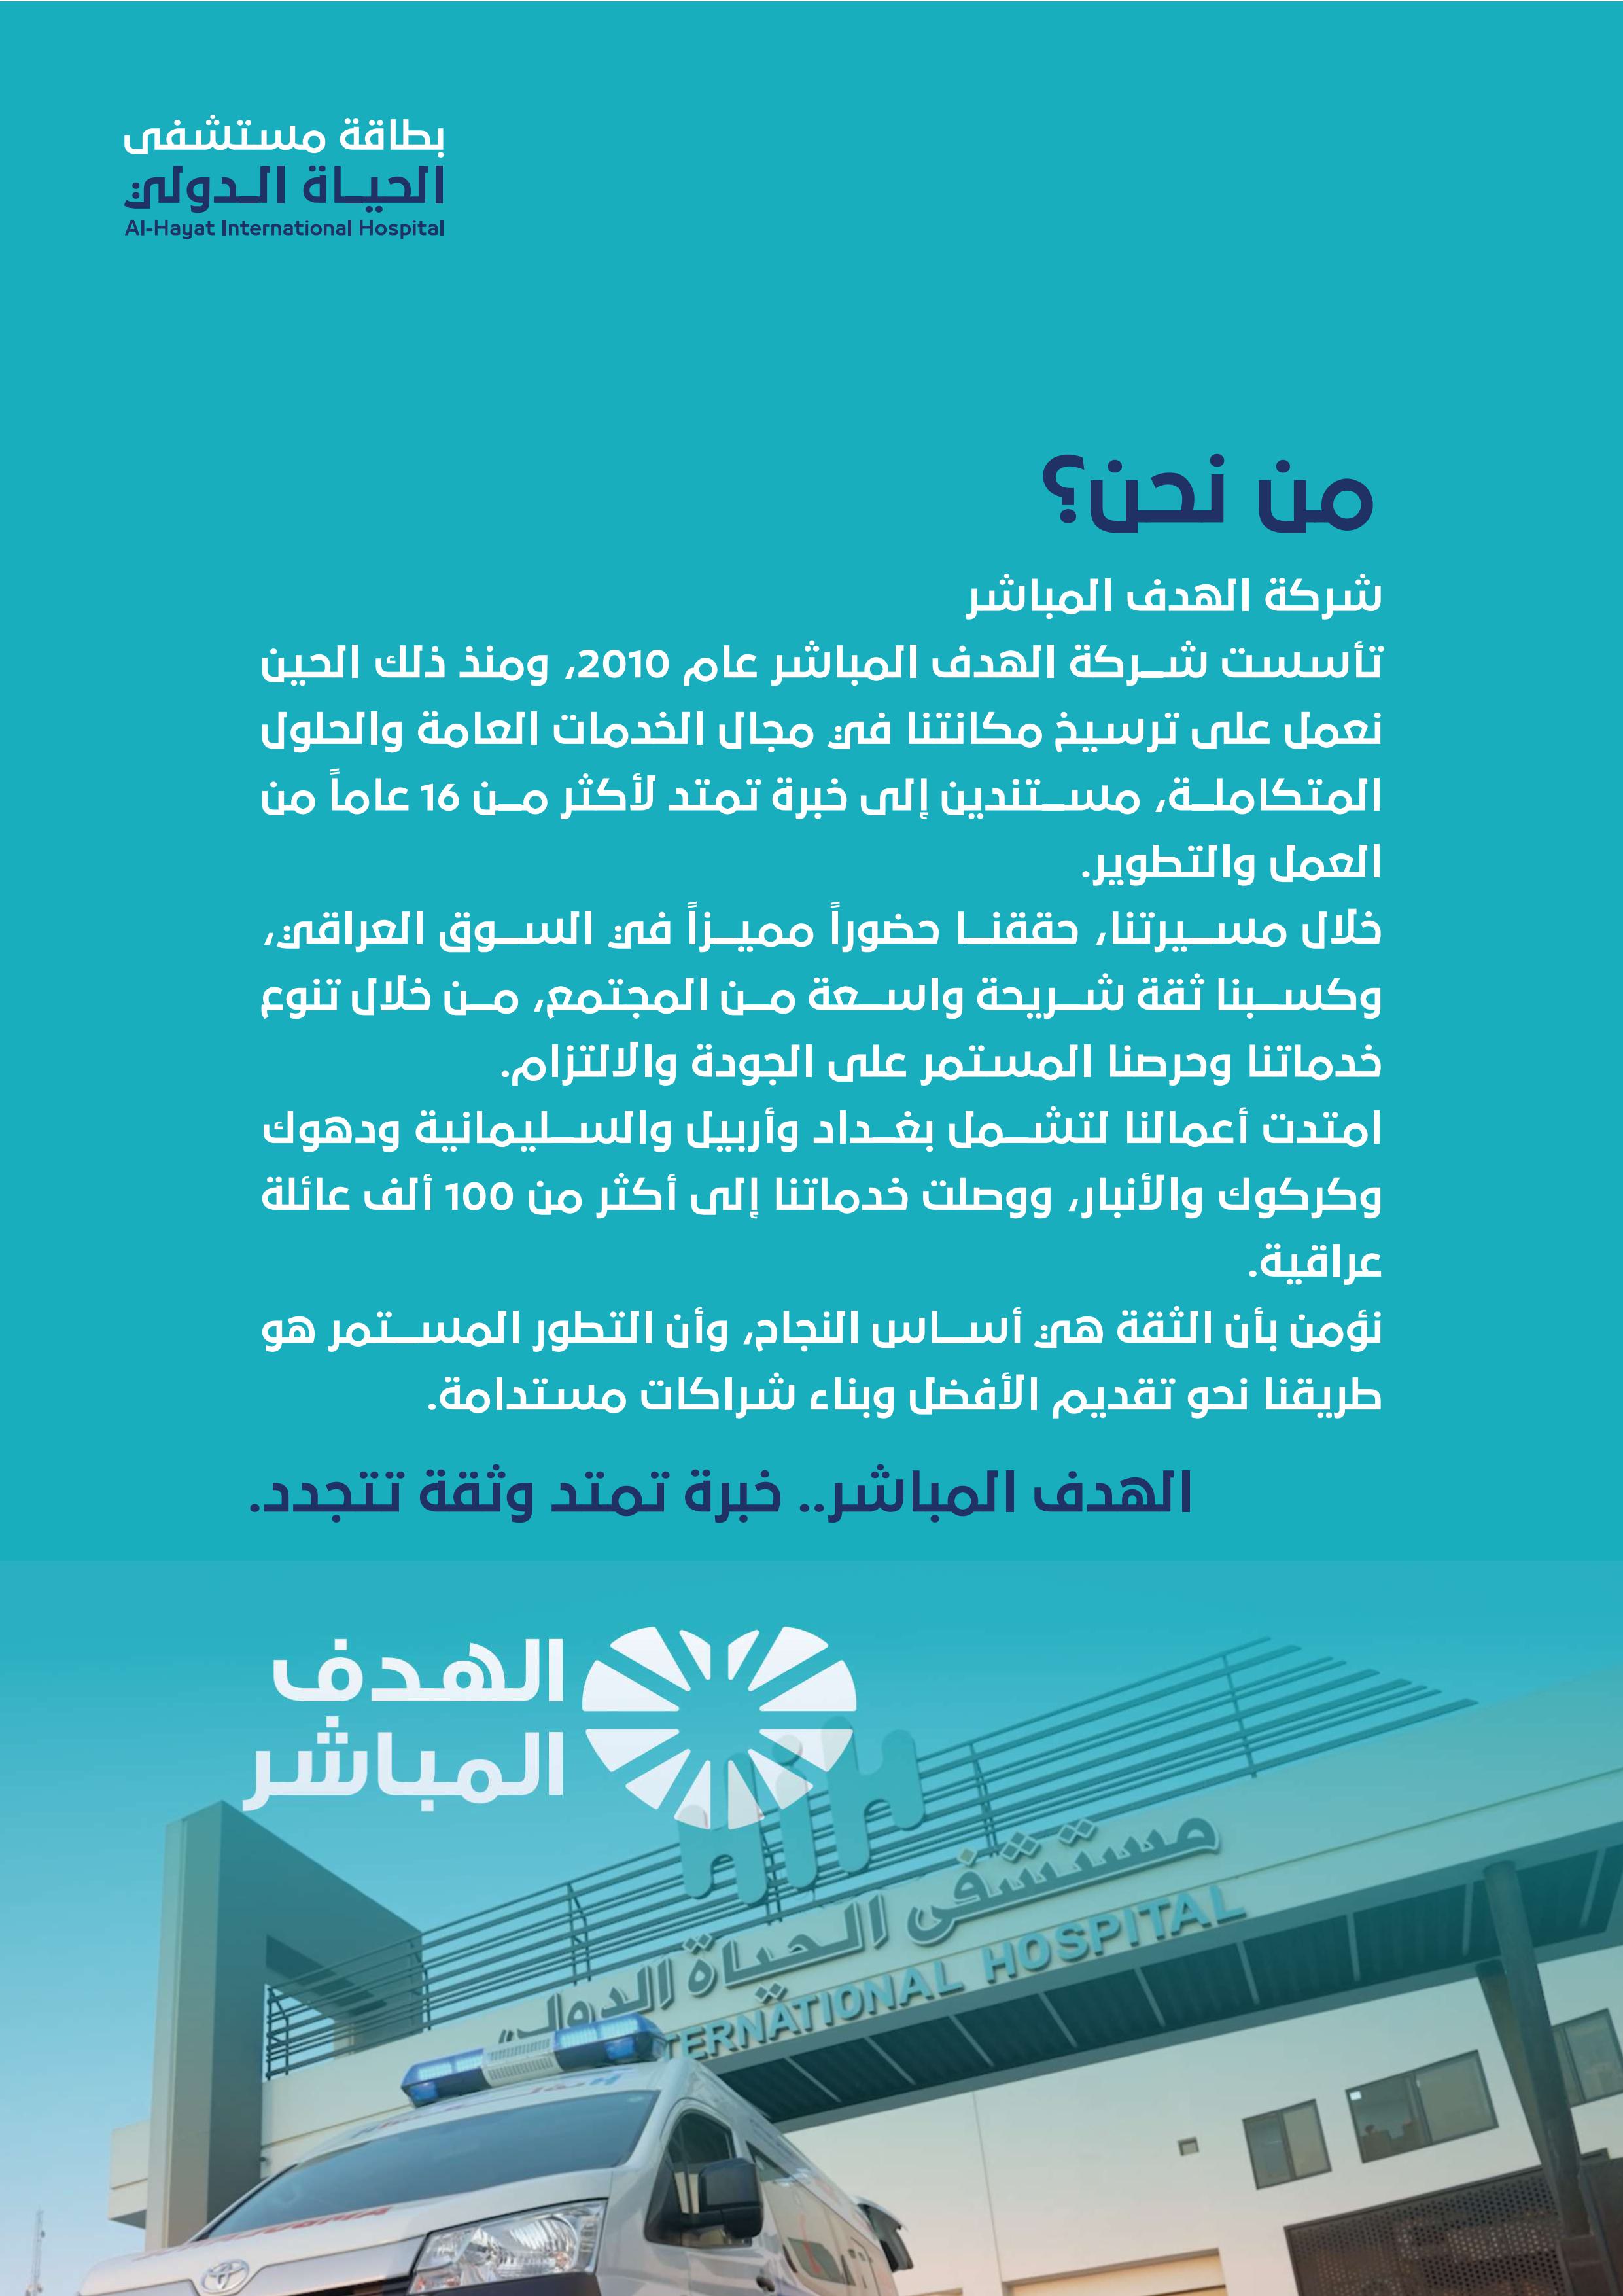 بطاقة مستشفى
الحياة الدولي
Al-Hayat International Hospital
من نحن؟
شركة الهدف المباشر
تأسست شركة الهدف المباشر عام 2010، ومنذ ذلك الحين
نعمل على ترسيخ مكانتنا في مجال الخدمات العامة والحلول
المتكاملة، مستندين إلى خبرة تمتد لأكثر من 16 عاماً من
العمل والتطوير.
خلال مسيرتنا، حققنا حضوراً مميزاً في السوق العراقي،
وكسبنا ثقة شريحة واسعة من المجتمع، من خلال تنوع
خدماتنا وحرصنا المستمر على الجودة والالتزام.
امتدت أعمالنا لتشمل بغداد وأربيل والسليمانية ودهوك
وكركوك والأنبار، ووصلت خدماتنا إلى أكثر من 100 ألف عائلة
عراقية.
نؤمن بأن الثقة هي أساس النجاح، وأن التطور المستمر هو
طريقنا نحو تقديم الأفضل وبناء شراكات مستدامة.
الهدف المباشر.. خبرة تمتد وثقة تتجدد.
الهدف
المباشر
HIH
مستشفى الحياة الدولي
TERNATIONAL HOSPITAL